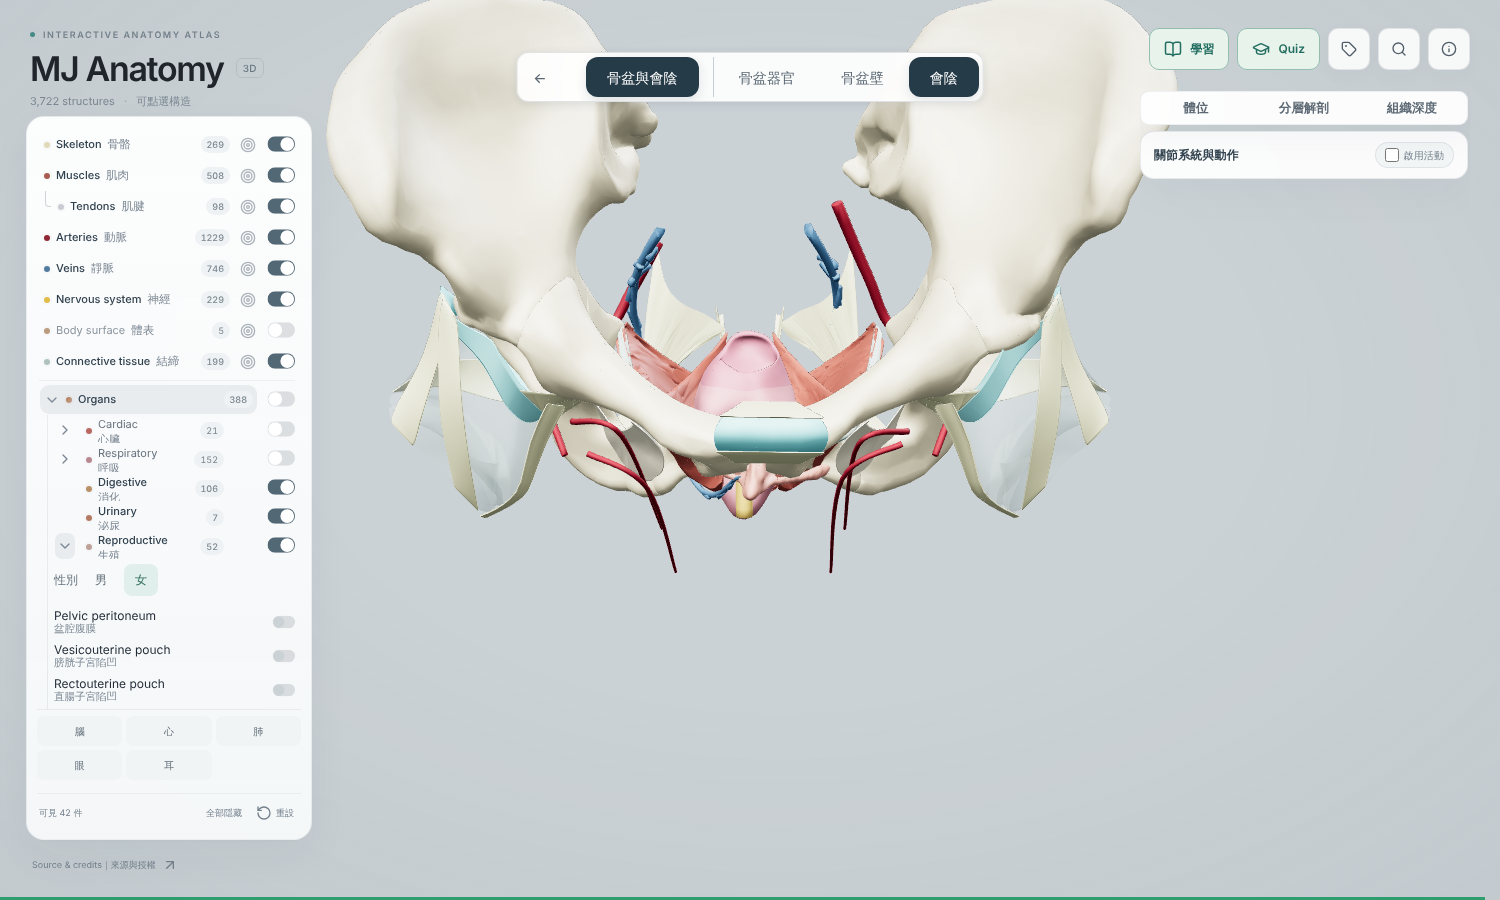 INTERACTIVE ANATOMY ATLAS
MJ Anatomy 3D
3,722 structures · 可點選構造
Skeleton 骨骼 269
Muscles 肌肉 508
Tendons 肌腱 98
Arteries 動脈 1229
Veins 靜脈 746
Nervous system 神經 229
Body surface 體表 5
Connective tissue 結締 199
Organs 388
Cardiac 21
心臟
Respiratory 152
呼吸
Digestive 106
消化
Urinary 7
泌尿
Reproductive 52
生殖
性別 男 女
Pelvic peritoneum
盆腔腹膜
Vesicouterine pouch
膀胱子宮陷凹
Rectouterine pouch
直腸子宮陷凹
腦 心 肺
眼 耳
可見 42 件 全部隱藏 重設
Source & credits | 來源與授權
← 骨盆與會陰 骨盆器官 骨盆壁 會陰
學習 Quiz
體位 分層解剖 組織深度
關節系統與動作 啟用活動